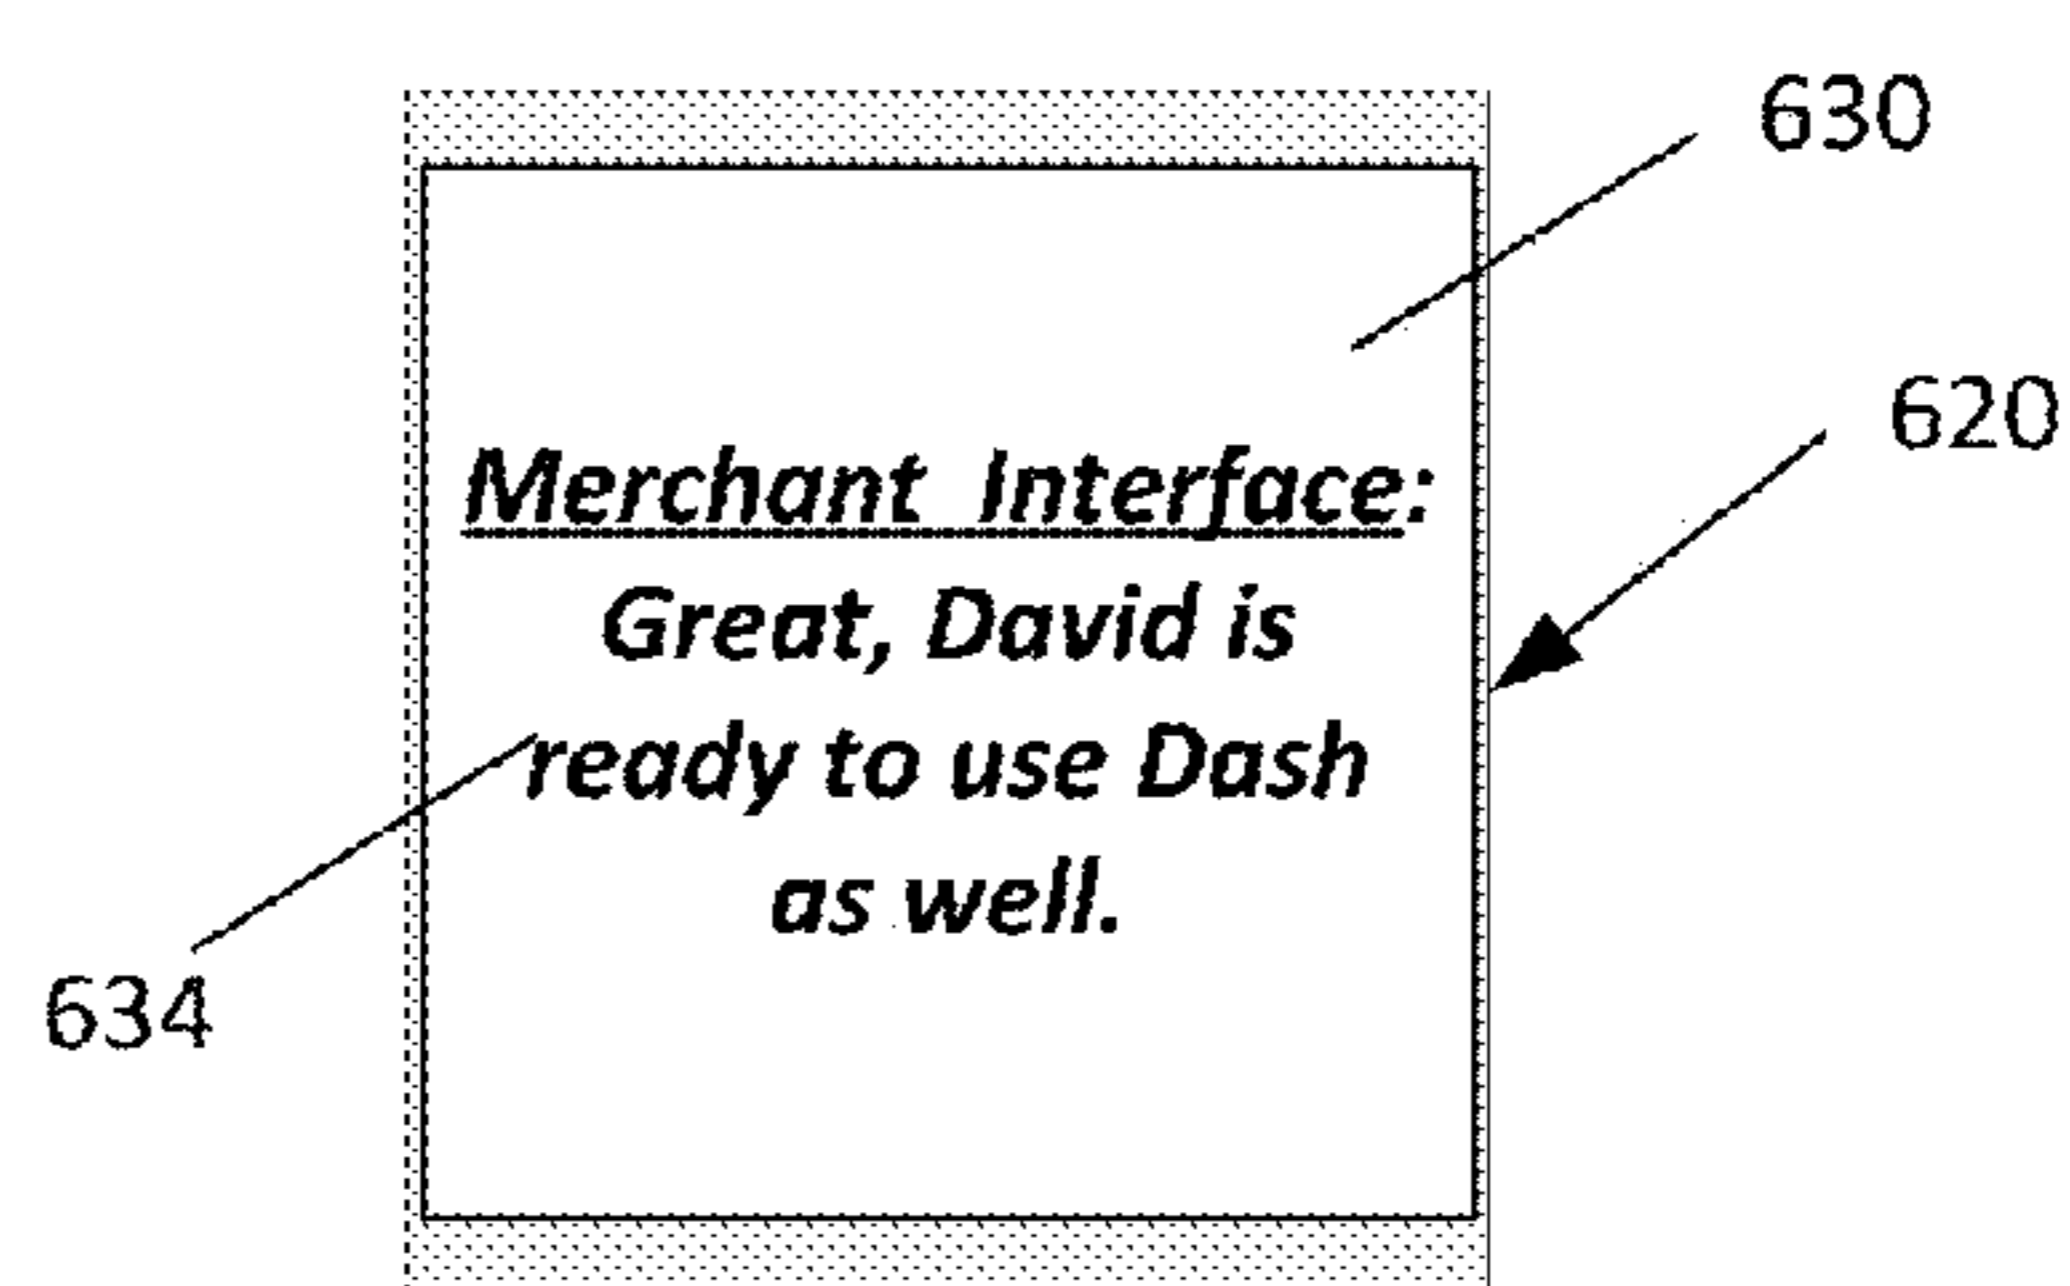 630
620
Merchant Interface:
Great, David is
ready to use Dash
as well.
634